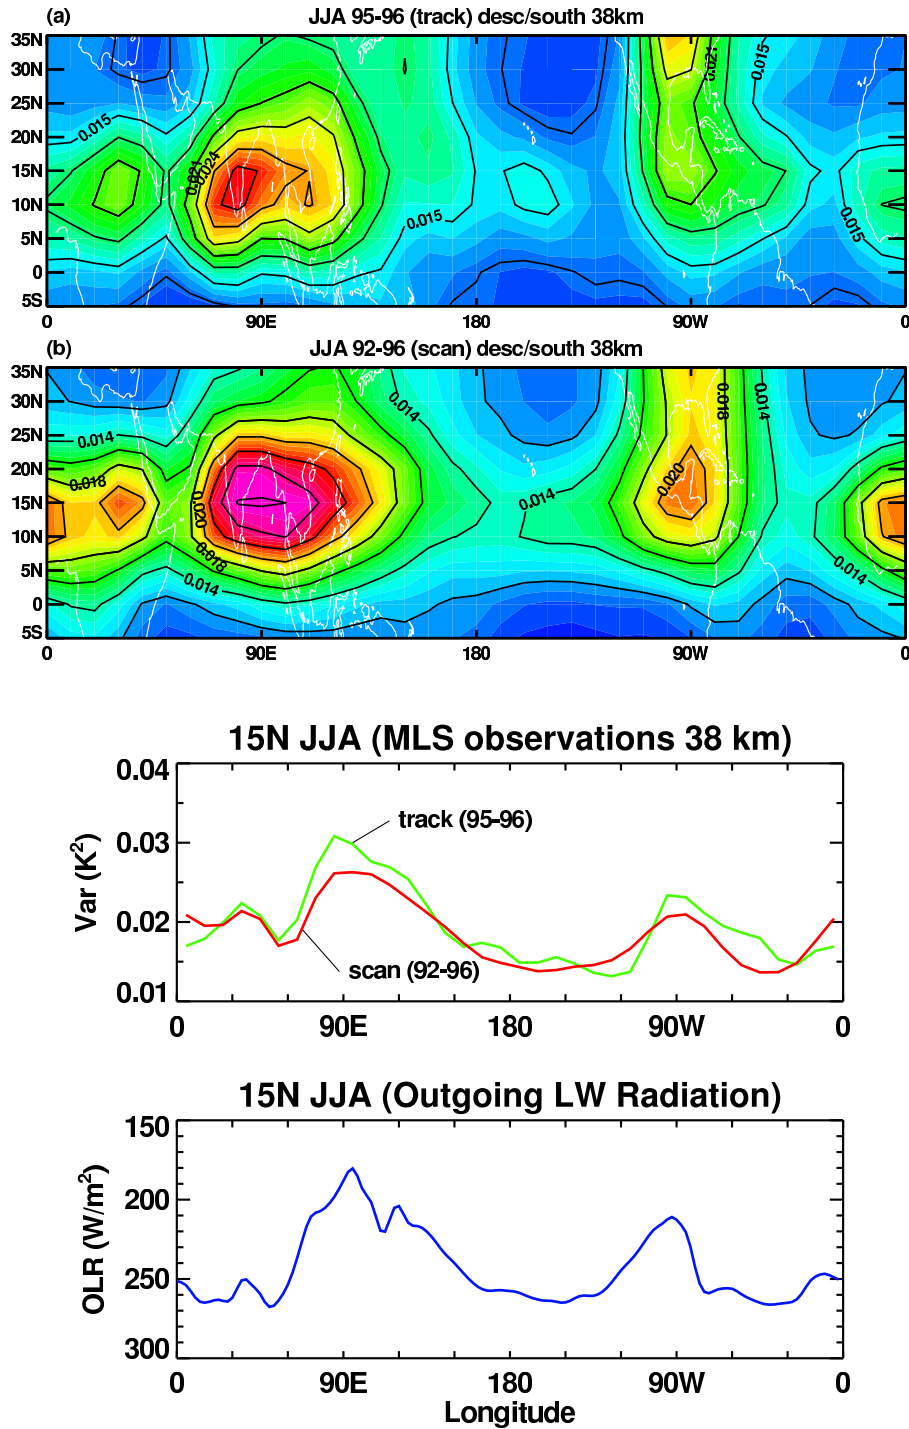 (a) JJA 95-96 (track) desc/south 38km
35N
30N
25N
20N
15N
10N
5N
0
5S
0.015
0.021
0.024
0.015
0.021
0.015
0.015
0 90E 180 90W 0
(b) JJA 92-96 (scan) desc/south 38km
35N
30N
25N
20N
15N
10N
5N
0
5S
0.014
0.018
0.020
0.018
0.014
0.014
0.014
0.020
0.018
0.014
0.014
0 90E 180 90W 0
15N JJA (MLS observations 38 km)
Var (K²)
0.04
0.03
0.02
0.01
track (95-96)
scan (92-96)
0 90E 180 90W 0
15N JJA (Outgoing LW Radiation)
OLR (W/m²)
150
200
250
300
0 90E 180 90W 0
Longitude